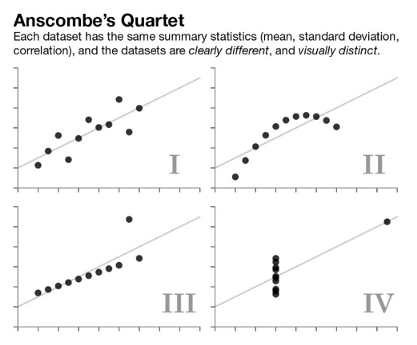 Anscombe's Quartet
Each dataset has the same summary statistics (mean, standard deviation,
correlation), and the datasets are clearly different, and visually distinct.
I
II
III
IV